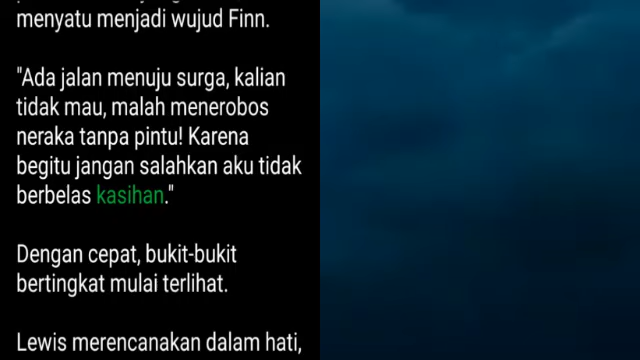 menyatu menjadi wujud Finn.
"Ada jalan menuju surga, kalian
tidak mau, malah menerobos
neraka tanpa pintu! Karena
begitu jangan salahkan aku tidak
berbelas kasihan."
Dengan cepat, bukit-bukit
bertingkat mulai terlihat.
Lewis merencanakan dalam hati,